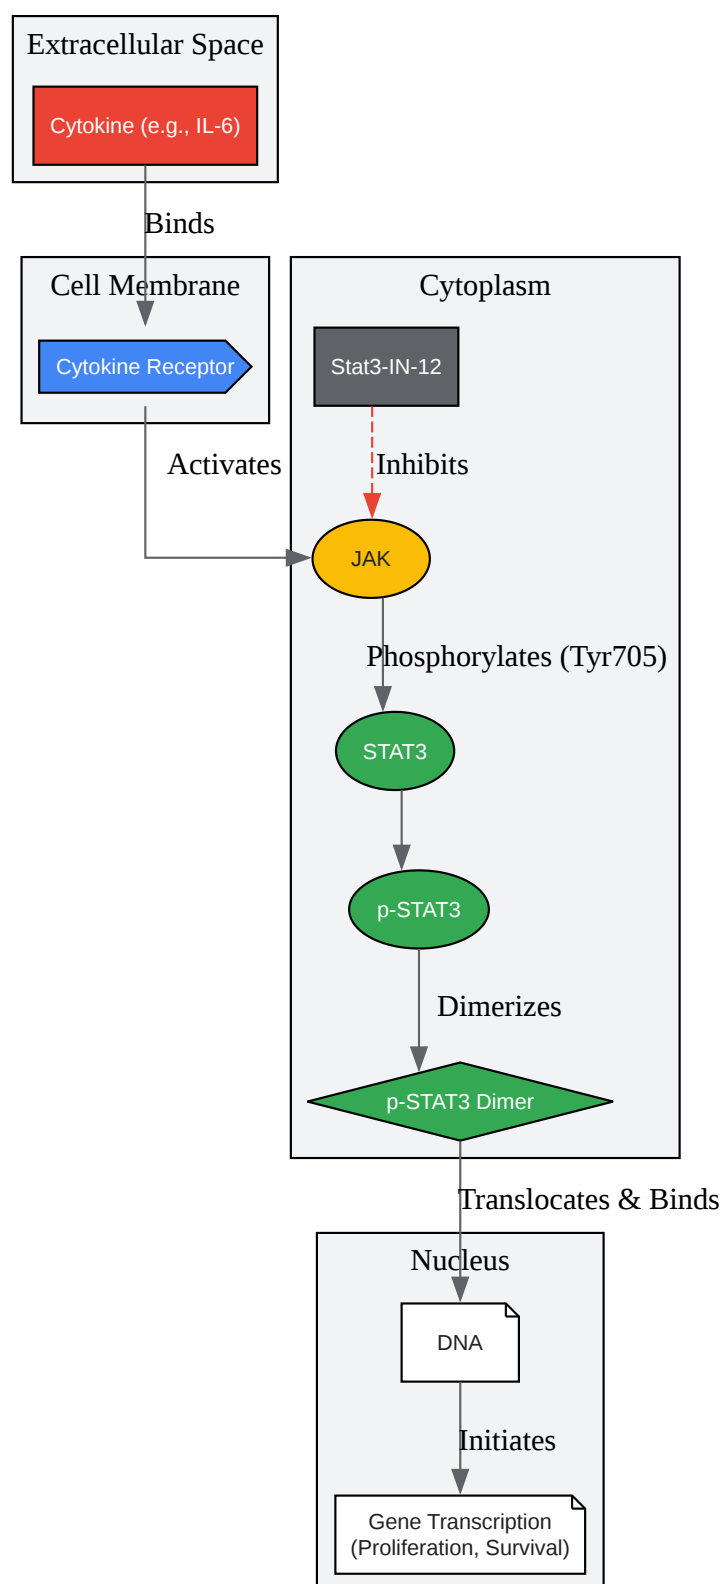 Extracellular Space
Cytokine (e.g., IL-6)
Binds
Cell Membrane
Cytokine Receptor
Activates
Cytoplasm
Stat3-IN-12
Inhibits
JAK
Phosphorylates (Tyr705)
STAT3
p-STAT3
Dimerizes
p-STAT3 Dimer
Translocates & Binds
Nucleus
DNA
Initiates
Gene Transcription
(Proliferation, Survival)